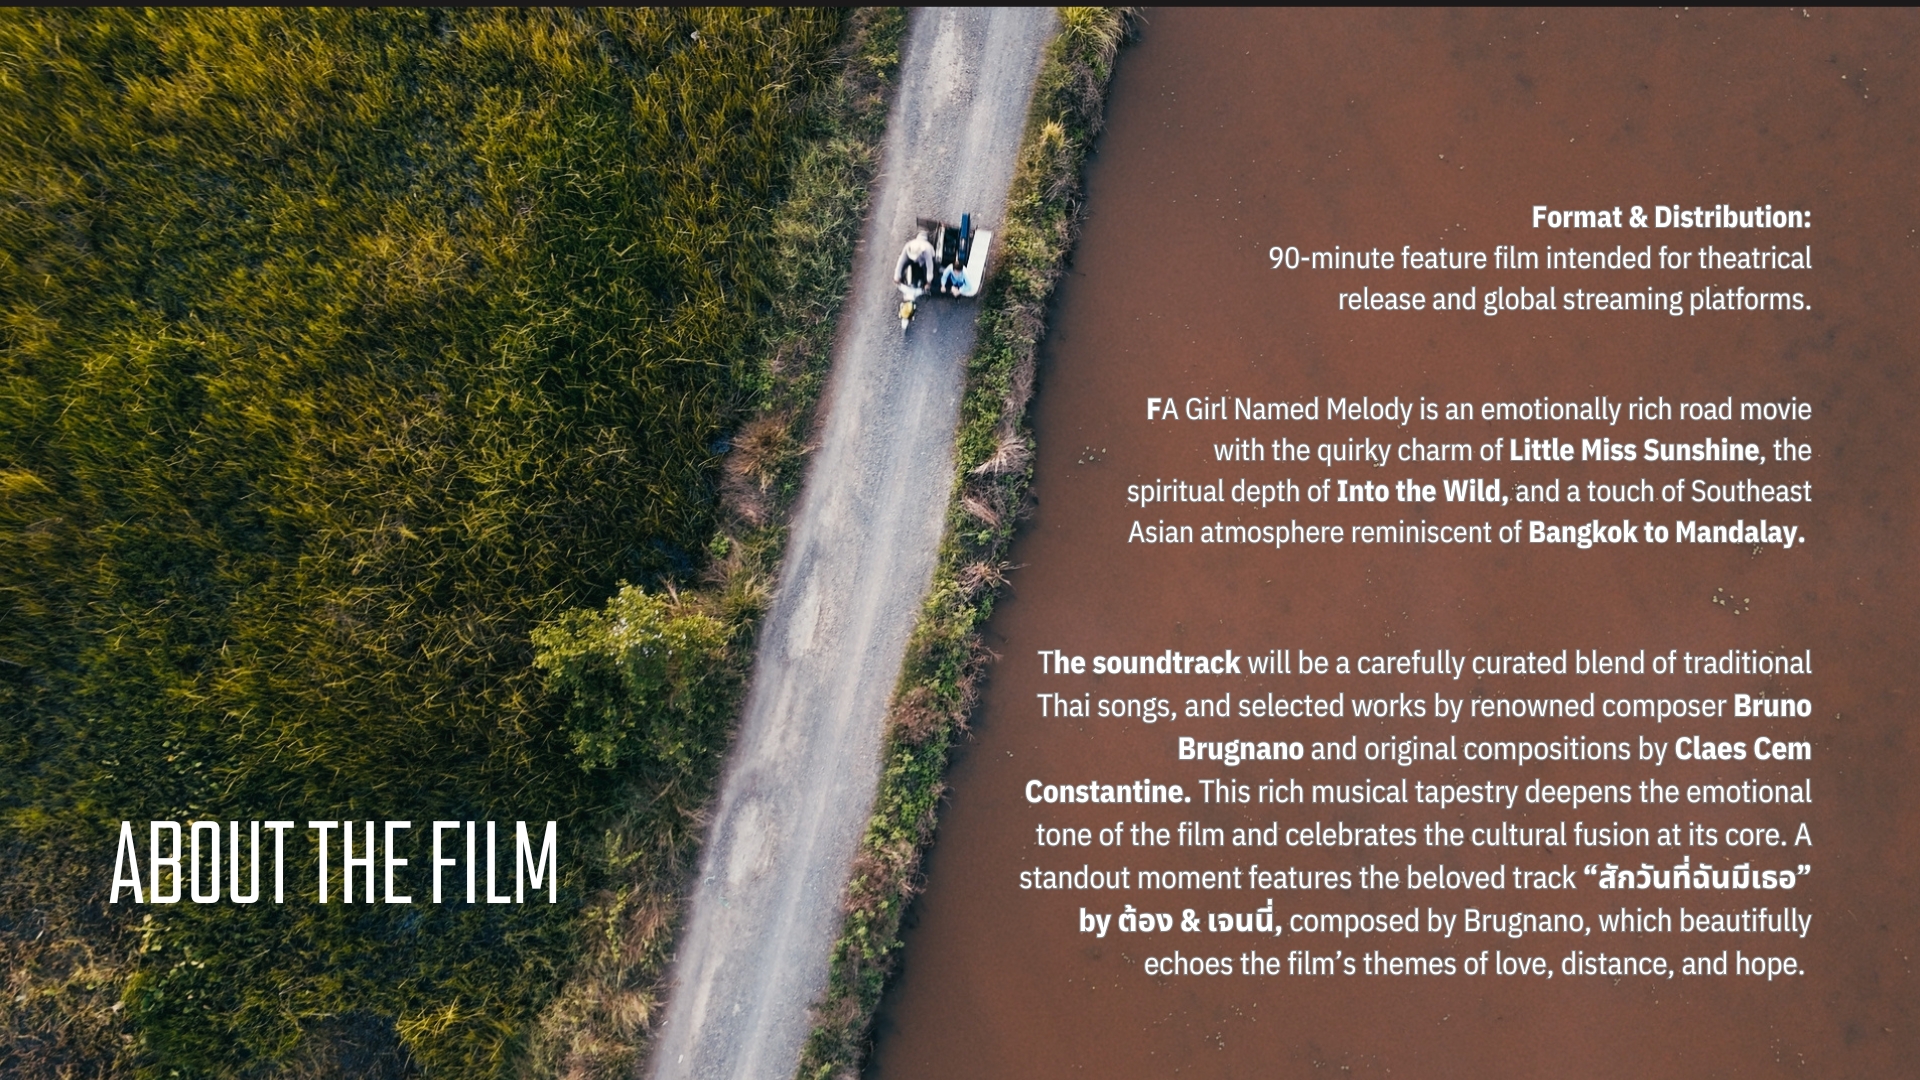 Format & Distribution:
90-minute feature film intended for theatrical
release and global streaming platforms.
FA Girl Named Melody is an emotionally rich road movie
with the quirky charm of Little Miss Sunshine, the
spiritual depth of Into the Wild, and a touch of Southeast
Asian atmosphere reminiscent of Bangkok to Mandalay.
The soundtrack will be a carefully curated blend of traditional
Thai songs, and selected works by renowned composer Bruno
Brugnano and original compositions by Claes Cem
Constantine. This rich musical tapestry deepens the emotional
tone of the film and celebrates the cultural fusion at its core. A
standout moment features the beloved track “สักวันที่ฉันมีเธอ”
by ต้อง & เจนนี่, composed by Brugnano, which beautifully
echoes the film’s themes of love, distance, and hope.
ABOUT THE FILM